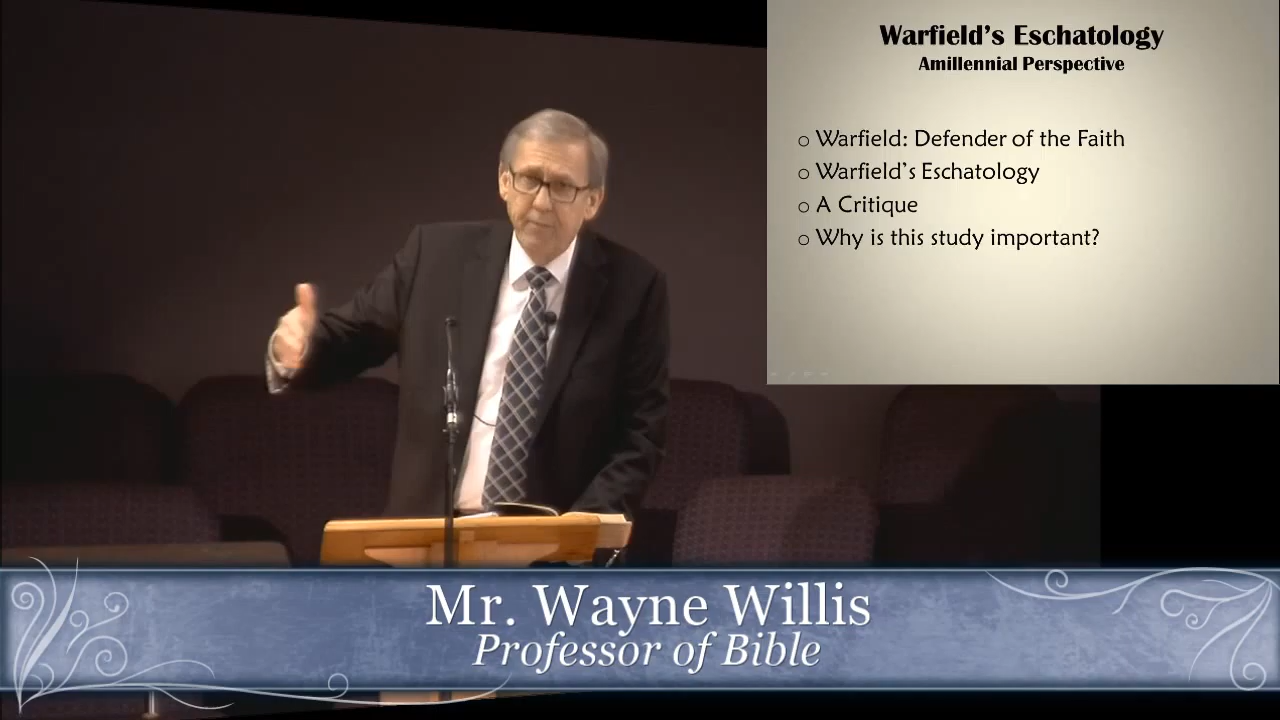 Warfield's Eschatology
Amillennial Perspective
o Warfield: Defender of the Faith
o Warfield's Eschatology
o A Critique
o Why is this study important?
Mr. Wayne Willis
Professor of Bible